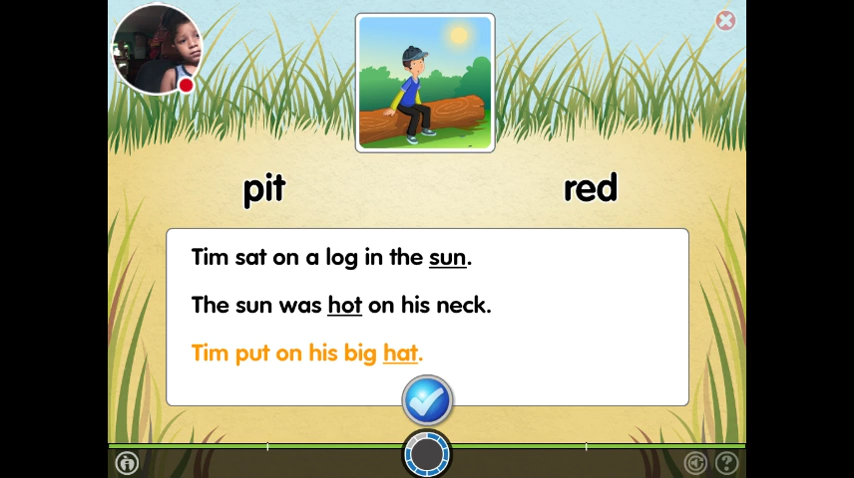 pit
red
Tim sat on a log in the sun.
The sun was hot on his neck.
Tim put on his big hat.
?